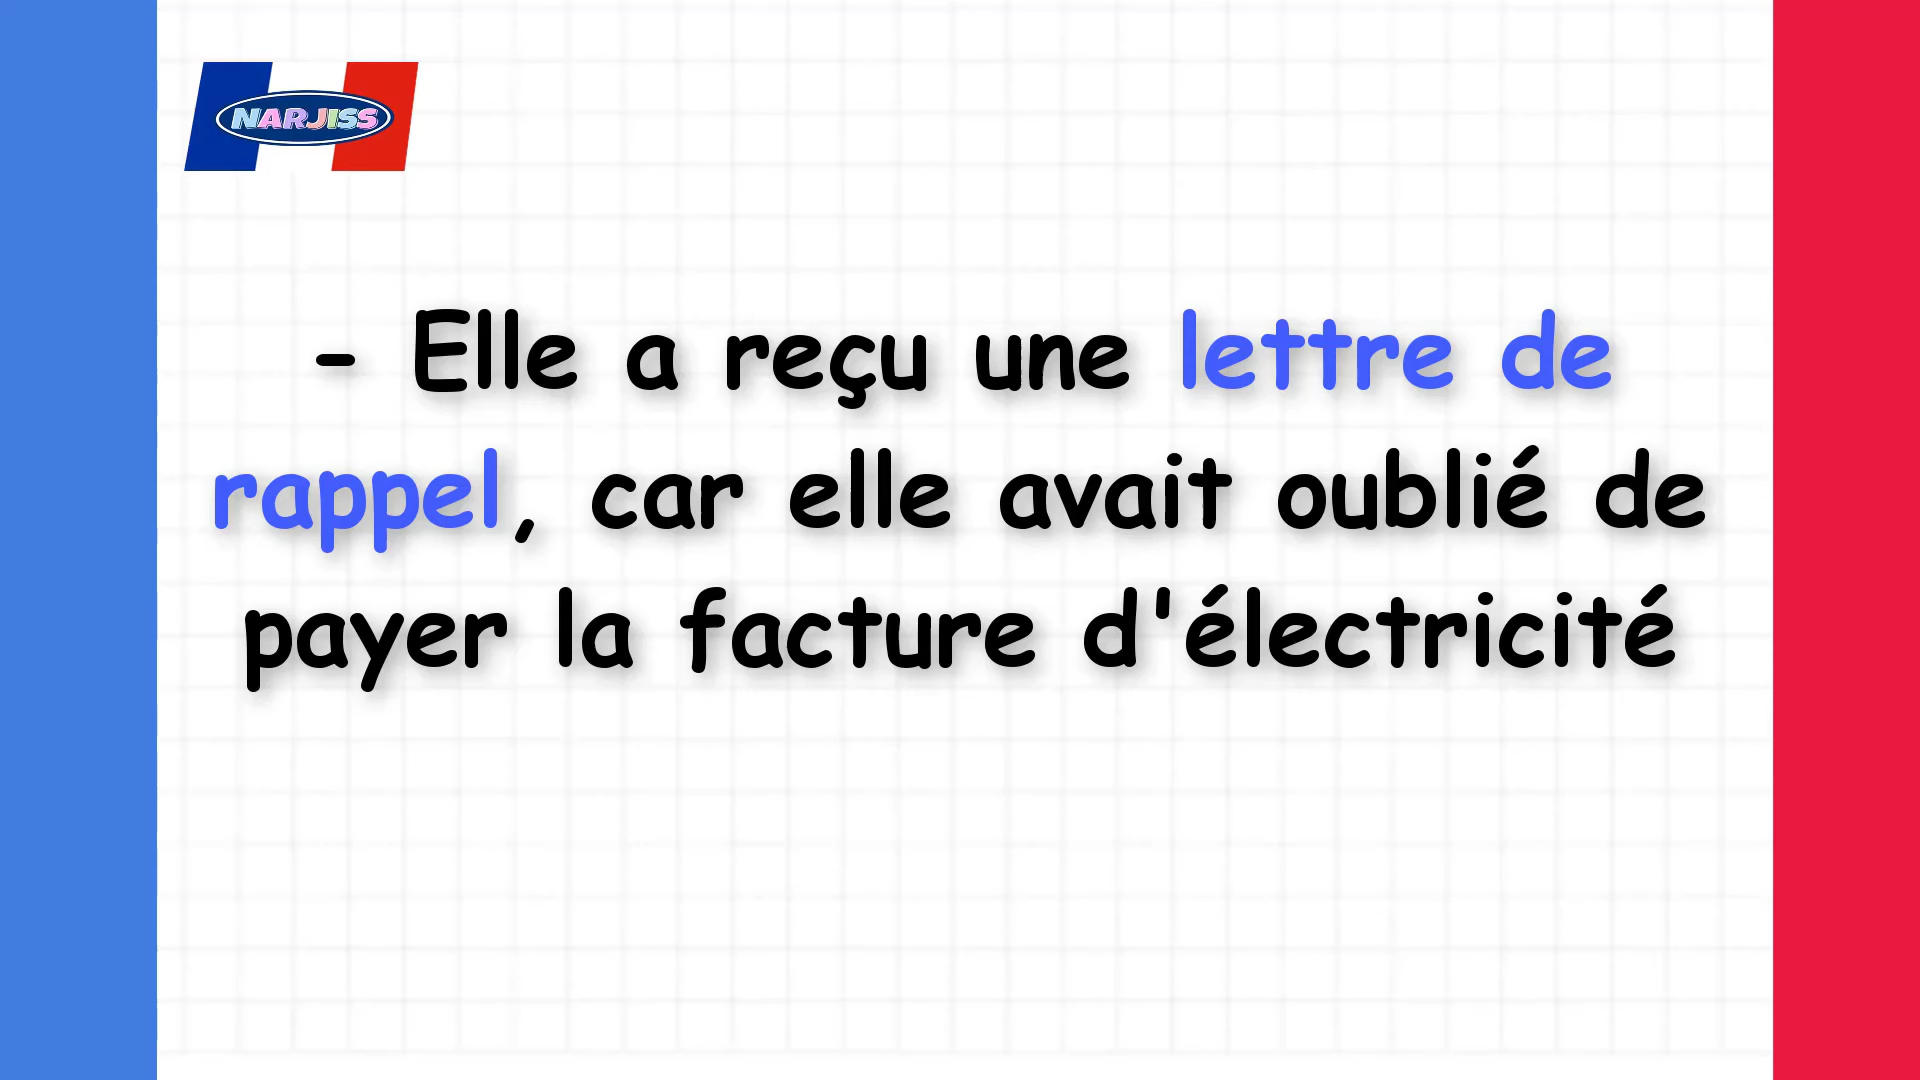 NARJISS
- Elle a reçu une lettre de
rappel, car elle avait oublié de
payer la facture d'électricité